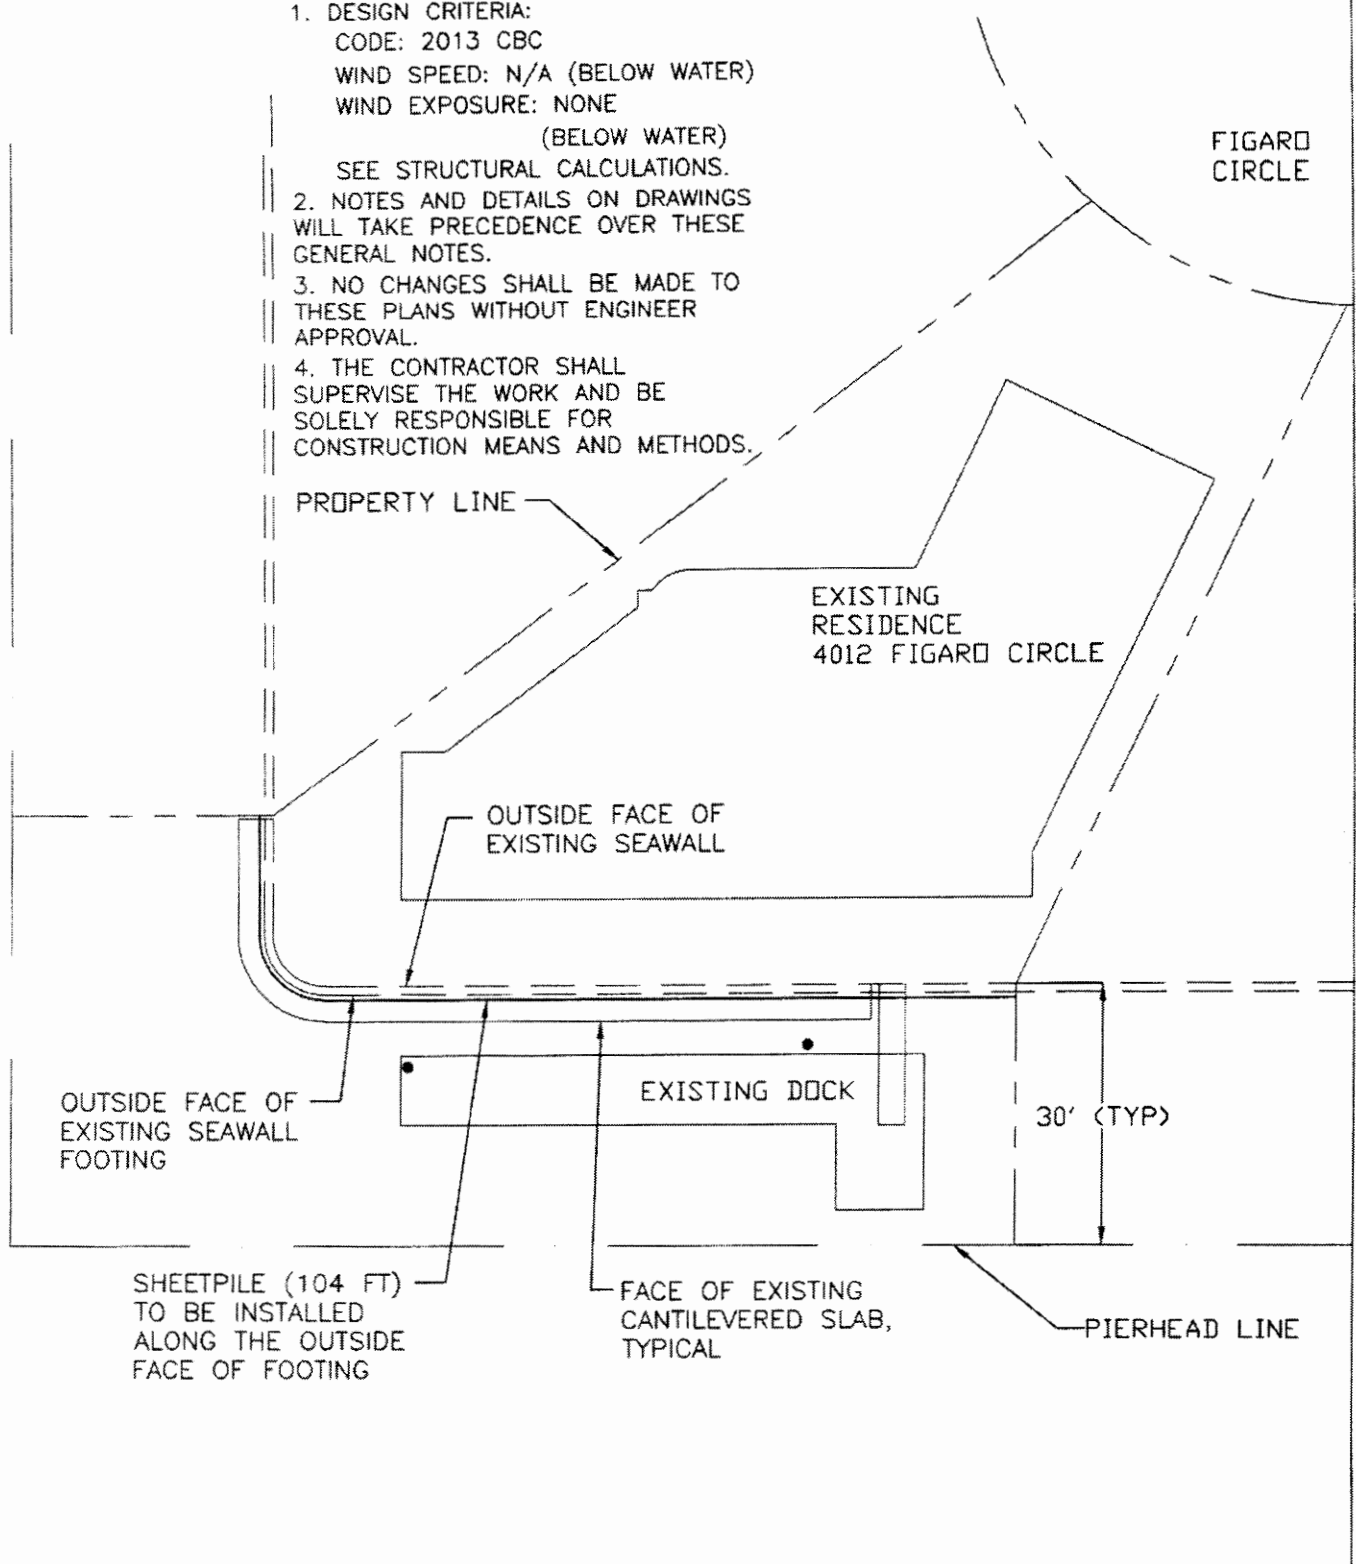 1. DESIGN CRITERIA:
CODE: 2013 CBC
WIND SPEED: N/A (BELOW WATER)
WIND EXPOSURE: NONE
(BELOW WATER)
SEE STRUCTURAL CALCULATIONS.
2. NOTES AND DETAILS ON DRAWINGS
WILL TAKE PRECEDENCE OVER THESE
GENERAL NOTES.
3. NO CHANGES SHALL BE MADE TO
THESE PLANS WITHOUT ENGINEER
APPROVAL.
4. THE CONTRACTOR SHALL
SUPERVISE THE WORK AND BE
SOLELY RESPONSIBLE FOR
CONSTRUCTION MEANS AND METHODS.
FIGARO
CIRCLE
PROPERTY LINE
EXISTING
RESIDENCE
4012 FIGARO CIRCLE
OUTSIDE FACE OF
EXISTING SEAWALL
EXISTING DOCK
OUTSIDE FACE OF
EXISTING SEAWALL
FOOTING
30' (TYP)
SHEETPILE (104 FT)
TO BE INSTALLED
ALONG THE OUTSIDE
FACE OF FOOTING
FACE OF EXISTING
CANTILEVERED SLAB,
TYPICAL
PIERHEAD LINE